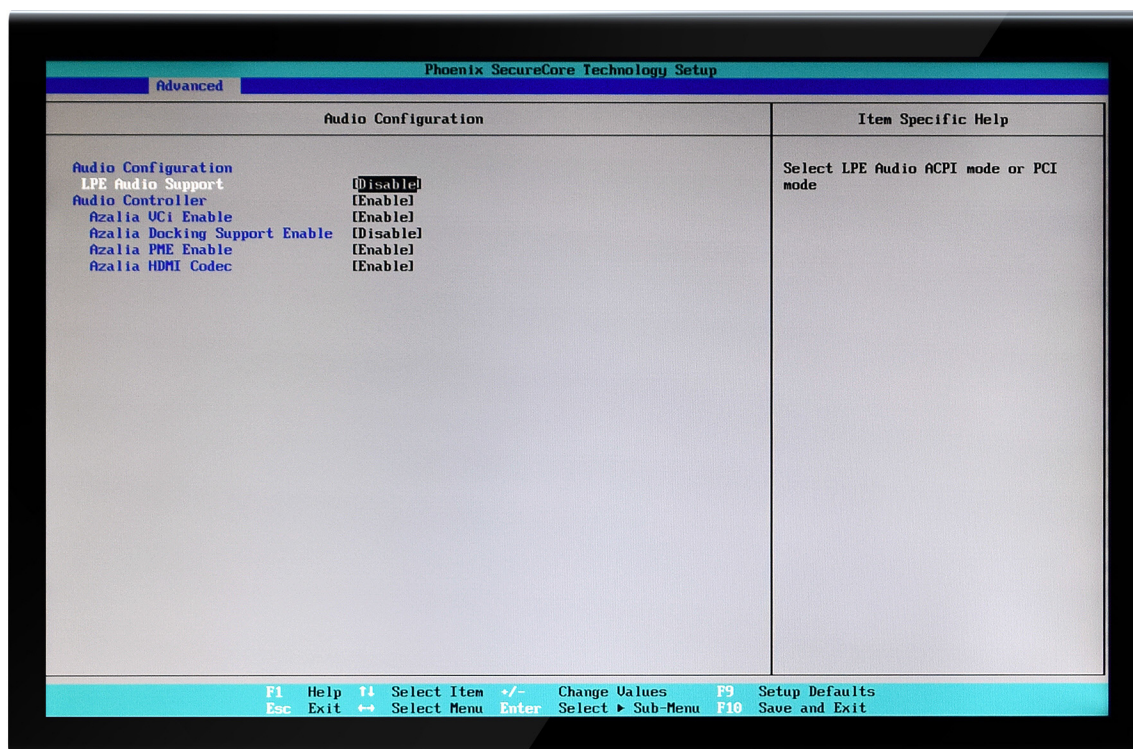 Phoenix SecureCore Technology Setup
Advanced
Audio Configuration
Item Specific Help
Audio Configuration
LPE Audio Support [Disable]
Audio Controller [Enable]
Azalia VCi Enable [Enable]
Azalia Docking Support Enable [Disable]
Azalia PME Enable [Enable]
Azalia HDMI Codec [Enable]
Select LPE Audio ACPI mode or PCI
mode
F1 Help ↑↓ Select Item +/- Change Values F9 Setup Defaults
Esc Exit ↔ Select Menu Enter Select ▶ Sub-Menu F10 Save and Exit